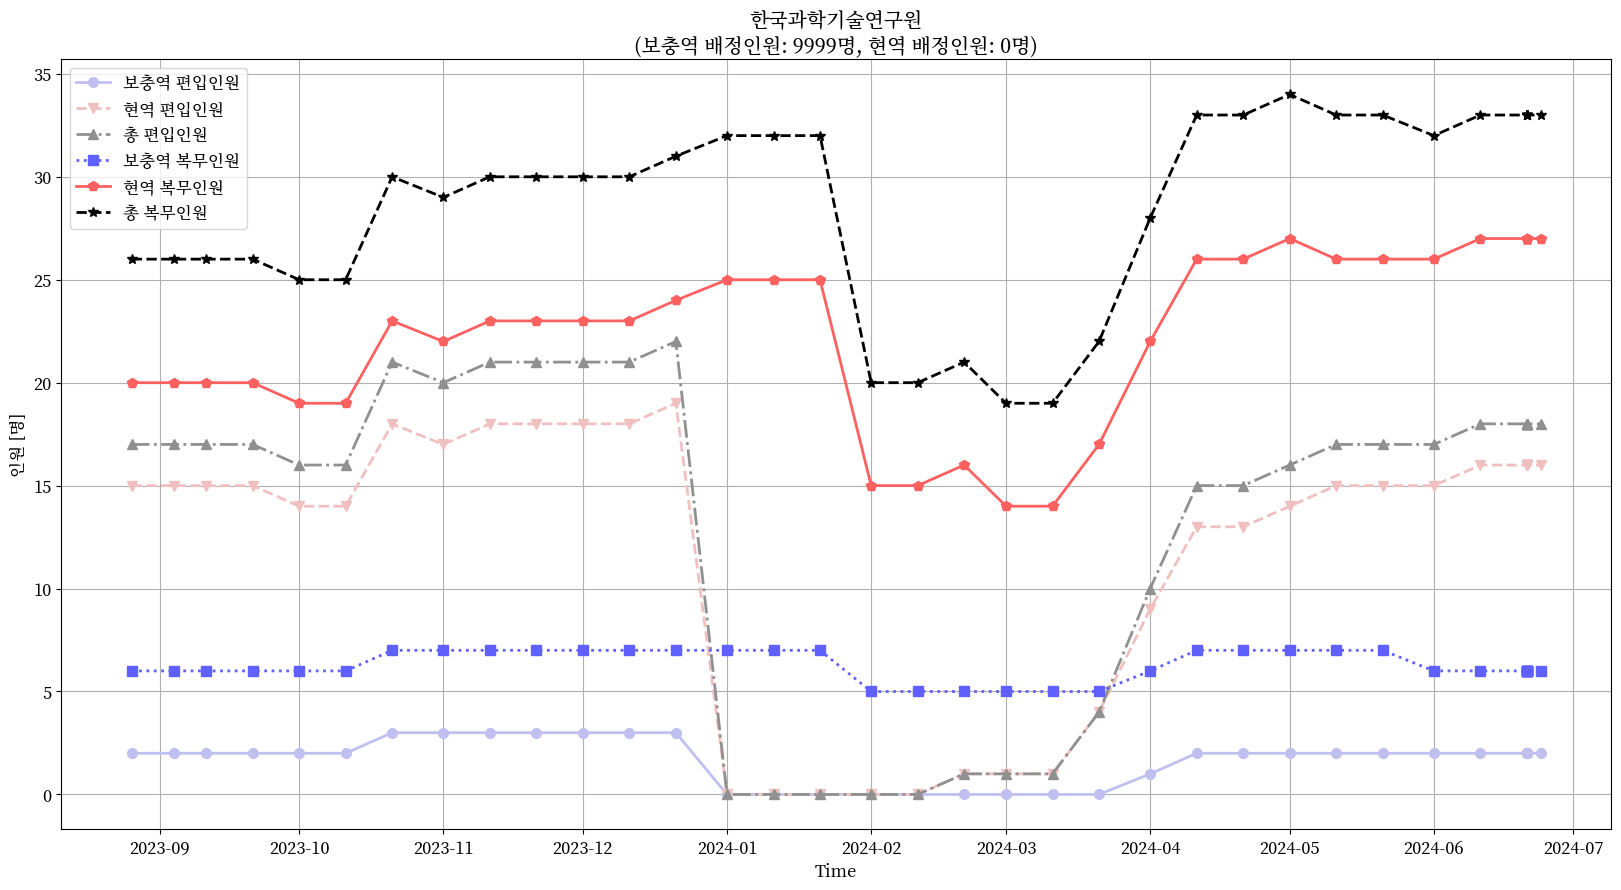 한국과학기술연구원
(보충역 배정인원: 9999명, 현역 배정인원: 0명)
보충역 편입인원
현역 편입인원
총 편입인원
보충역 복무인원
현역 복무인원
총 복무인원
인원 [명]
35
30
25
20
15
10
5
0
2023-09
2023-10
2023-11
2023-12
2024-01
2024-02
2024-03
2024-04
2024-05
2024-06
2024-07
Time